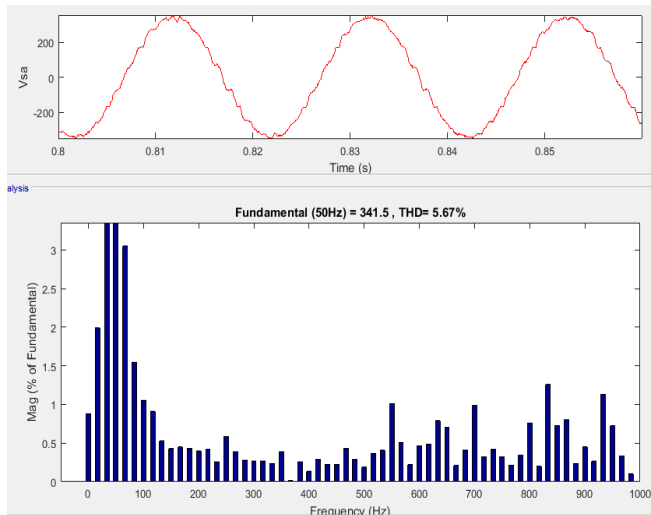 200
0
-200
Vsa
0.8 0.81 0.82 0.83 0.84 0.85
Time (s)
alysis
Fundamental (50Hz) = 341.5 , THD= 5.67%
3
2.5
2
1.5
1
0.5
0
Mag (% of Fundamental)
0 100 200 300 400 500 600 700 800 900 1000
Frequency (Hz)